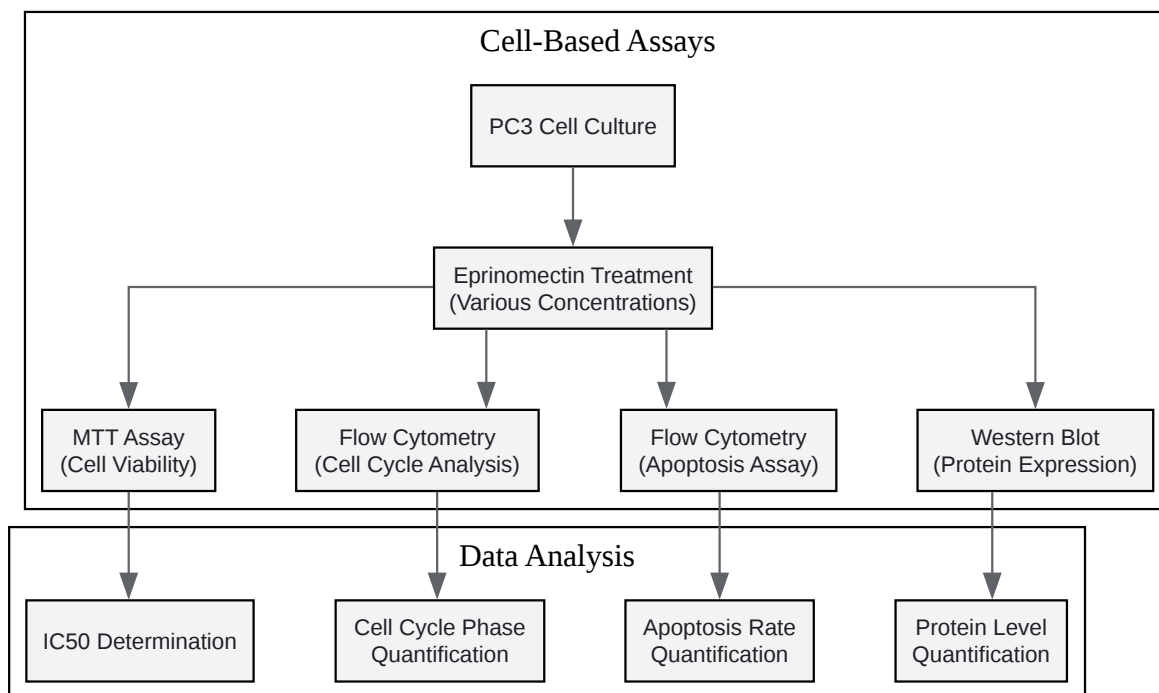 Cell-Based Assays
PC3 Cell Culture
Eprinomectin Treatment
(Various Concentrations)
MTT Assay
(Cell Viability)
Flow Cytometry
(Cell Cycle Analysis)
Flow Cytometry
(Apoptosis Assay)
Western Blot
(Protein Expression)
Data Analysis
IC50 Determination
Cell Cycle Phase
Quantification
Apoptosis Rate
Quantification
Protein Level
Quantification